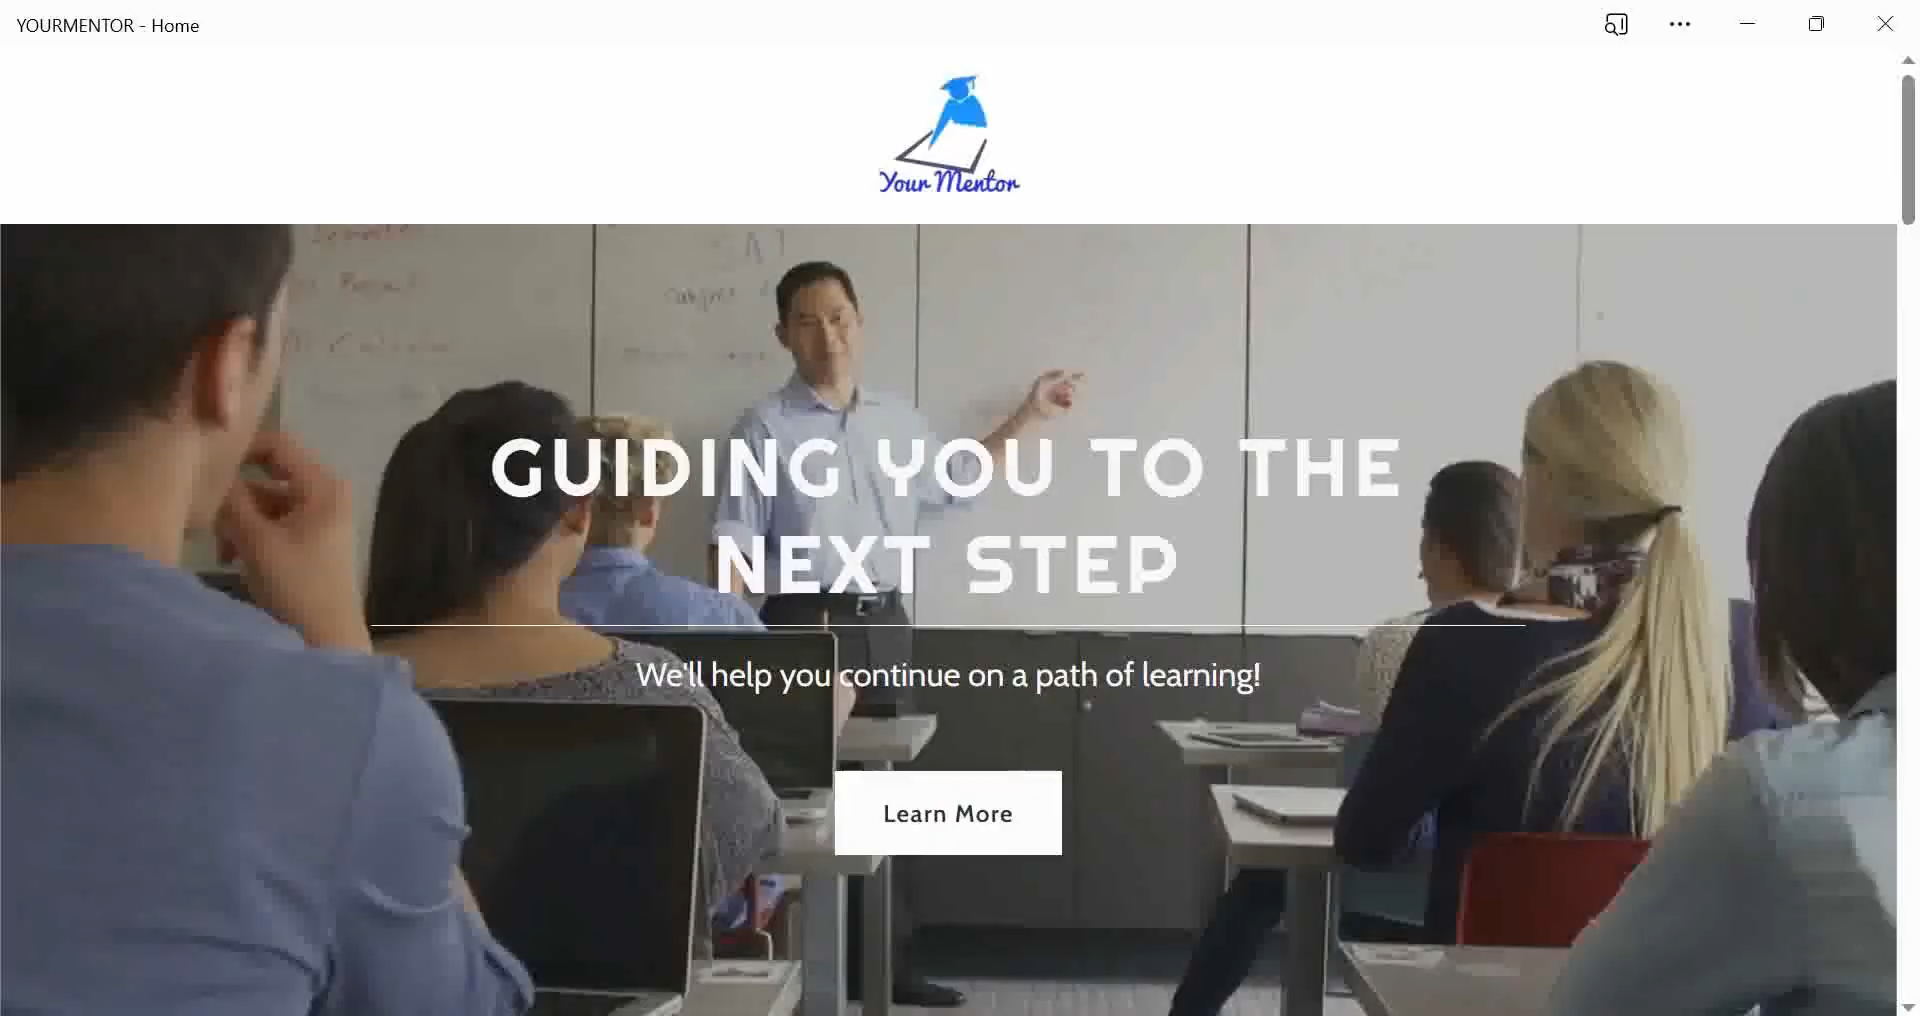 YOURMENTOR - Home
Your Mentor
SAT
GUIDING YOU TO THE
NEXT STEP
We'll help you continue on a path of learning!
Learn More